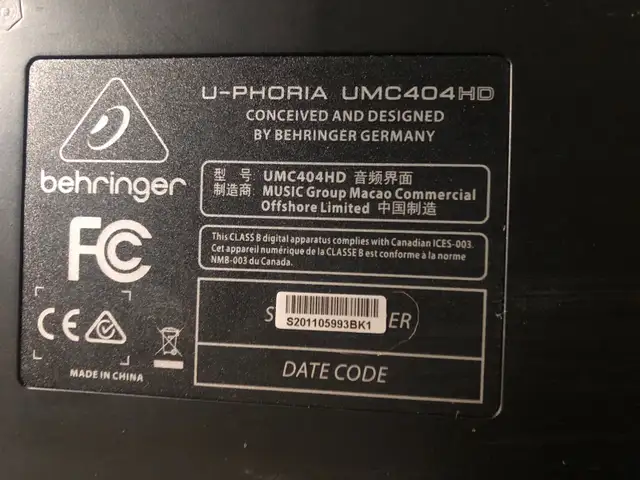 U-PHORIA UMC404HD
CONCEIVED AND DESIGNED
BY BEHRINGER GERMANY
behringer
型 号: UMC404HD 音频界面
制造商: MUSIC Group Macao Commercial
Offshore Limited 中国制造
FC
This CLASS B digital apparatus complies with Canadian ICES-003.
Cet appareil numérique de la CLASSE B est conforme à la norme
NMB-003 du Canada.
CE
S ER
S201105993BK1
DATE CODE
MADE IN CHINA